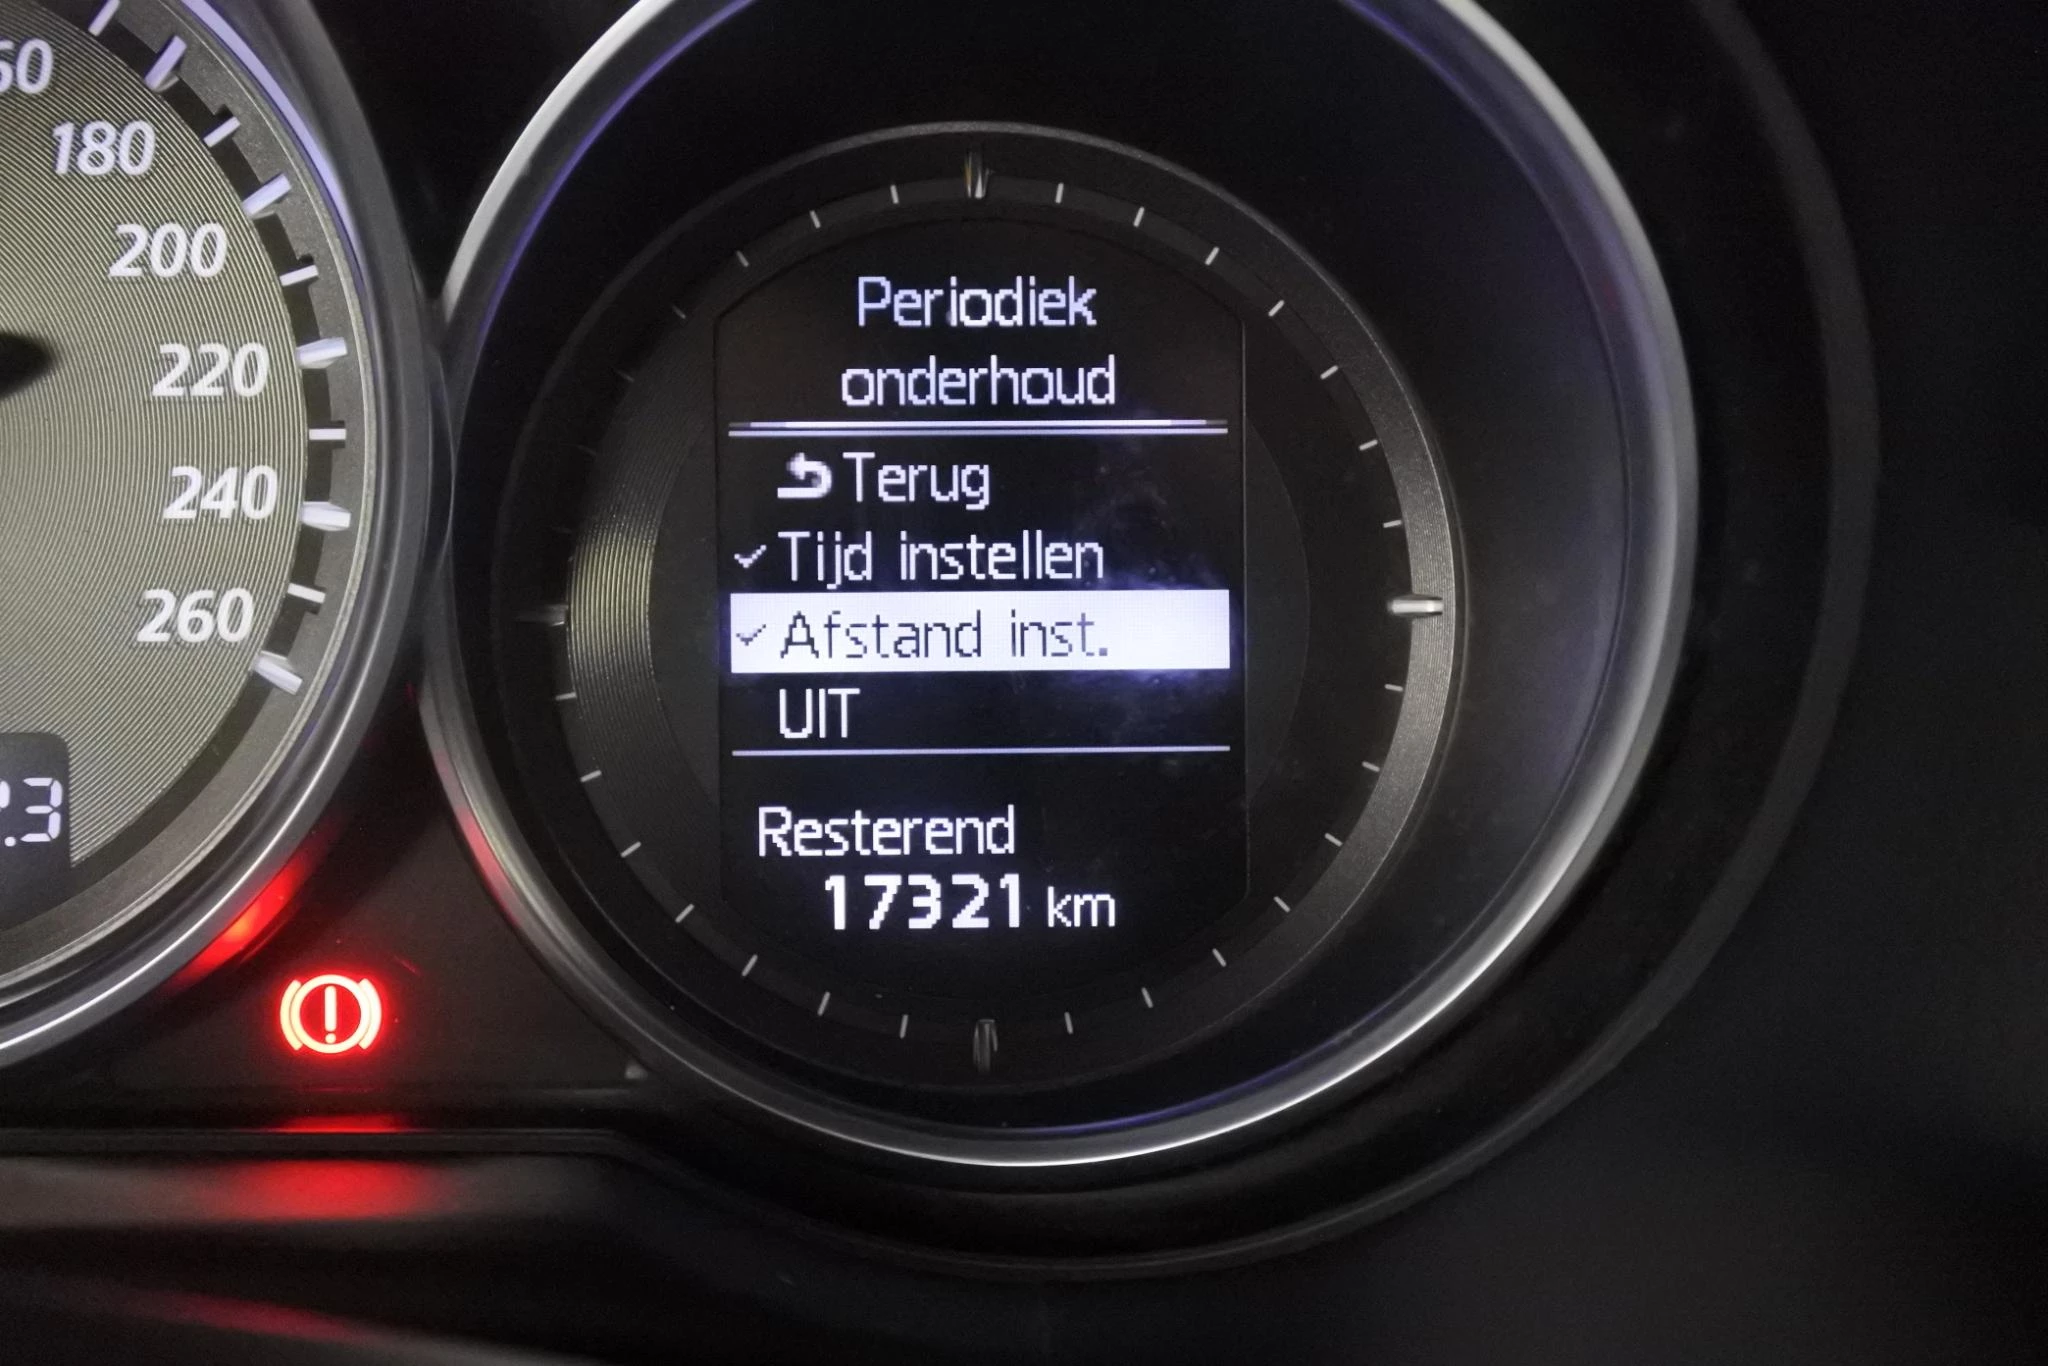 180
200
220
240
260
Periodiek
onderhoud
Terug
Tijd instellen
Afstand inst.
UIT
Resterend
17321 km